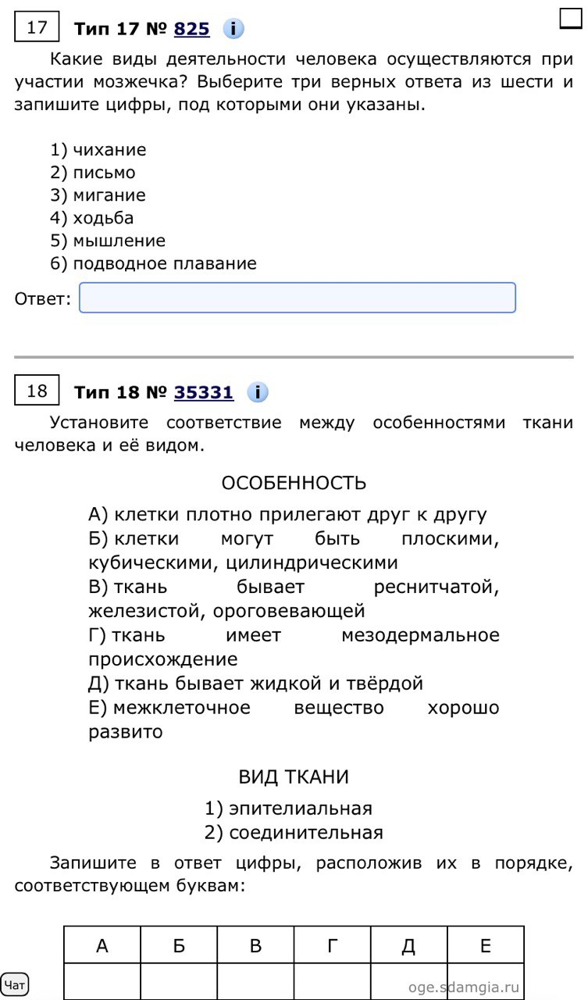 17 Тип 17 № 825 i
Какие виды деятельности человека осуществляются при
участии мозжечка? Выберите три верных ответа из шести и
запишите цифры, под которыми они указаны.
1) чихание
2) письмо
3) мигание
4) ходьба
5) мышление
6) подводное плавание
Ответ:
18 Тип 18 № 35331 i
Установите соответствие между особенностями ткани
человека и её видом.
ОСОБЕННОСТЬ
А) клетки плотно прилегают друг к другу
Б) клетки могут быть плоскими,
кубическими, цилиндрическими
В) ткань бывает реснитчатой,
железистой, ороговевающей
Г) ткань имеет мезодермальное
происхождение
Д) ткань бывает жидкой и твёрдой
Е) межклеточное вещество хорошо
развито
ВИД ТКАНИ
1) эпителиальная
2) соединительная
Запишите в ответ цифры, расположив их в порядке,
соответствующем буквам:
А Б В Г Д Е
Чат
oge.sdamgia.ru